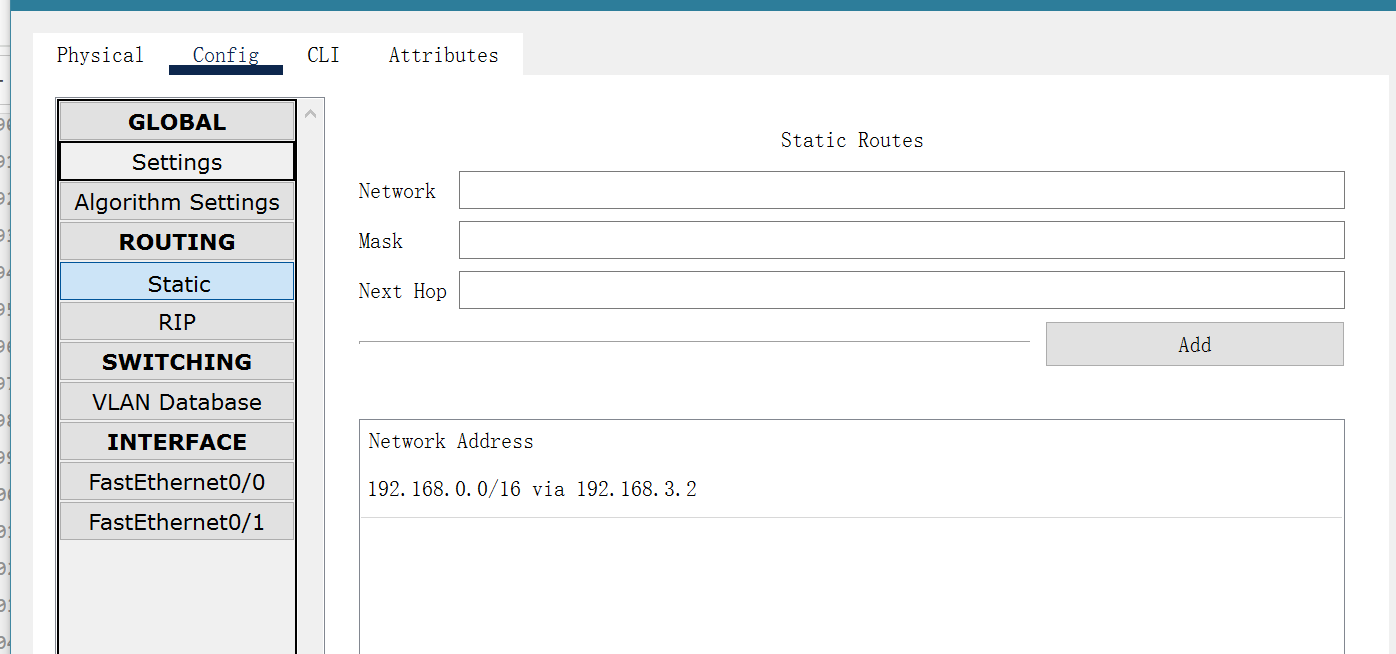 Physical Config CLI Attributes
GLOBAL
Settings
Algorithm Settings
ROUTING
Static
RIP
SWITCHING
VLAN Database
INTERFACE
FastEthernet0/0
FastEthernet0/1
Static Routes
Network
Mask
Next Hop
Add
Network Address
192.168.0.0/16 via 192.168.3.2